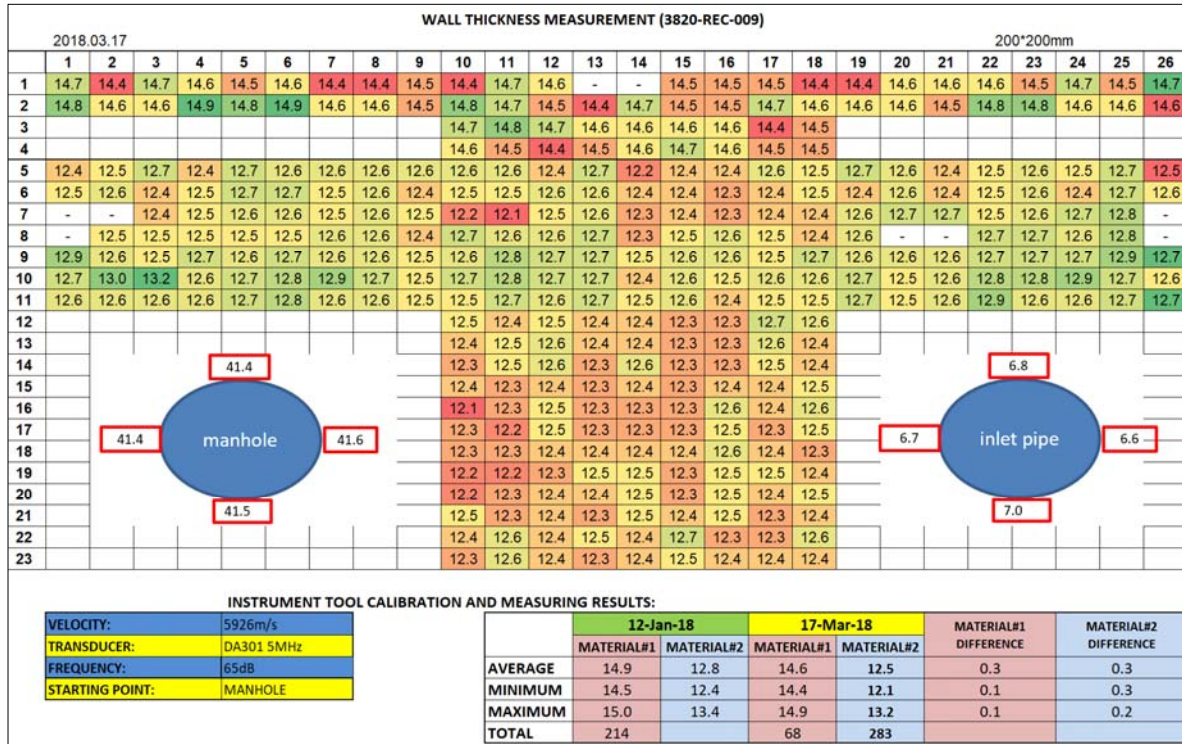 WALL THICKNESS MEASUREMENT (3820-REC-009)
2018.03.17 200*200mm
1 2 3 4 5 6 7 8 9 10 11 12 13 14 15 16 17 18 19 20 21 22 23 24 25 26
1 14.7 14.4 14.7 14.6 14.5 14.6 14.4 14.4 14.5 14.4 14.7 14.6 - - 14.5 14.5 14.5 14.4 14.4 14.6 14.6 14.6 14.5 14.7 14.5 14.7
2 14.8 14.6 14.6 14.9 14.8 14.9 14.6 14.6 14.5 14.8 14.7 14.5 14.4 14.7 14.5 14.5 14.7 14.6 14.6 14.6 14.5 14.8 14.8 14.6 14.6 14.6
3 14.7 14.8 14.7 14.6 14.6 14.6 14.6 14.4 14.5
4 14.6 14.5 14.4 14.5 14.6 14.7 14.6 14.5 14.5
5 12.4 12.5 12.7 12.4 12.7 12.6 12.6 12.6 12.6 12.6 12.6 12.4 12.7 12.2 12.4 12.4 12.6 12.5 12.7 12.6 12.4 12.5 12.6 12.5 12.7 12.5
6 12.5 12.6 12.4 12.5 12.7 12.7 12.5 12.6 12.4 12.5 12.5 12.6 12.6 12.4 12.4 12.3 12.4 12.5 12.4 12.6 12.4 12.5 12.6 12.4 12.7 12.6
7 - - 12.4 12.5 12.6 12.6 12.5 12.6 12.5 12.2 12.1 12.5 12.6 12.3 12.4 12.3 12.4 12.4 12.6 12.7 12.7 12.5 12.6 12.7 12.8 -
8 - 12.5 12.5 12.5 12.5 12.5 12.6 12.6 12.4 12.7 12.6 12.6 12.7 12.3 12.5 12.6 12.5 12.4 12.6 - - 12.7 12.7 12.6 12.8 -
9 12.9 12.6 12.5 12.7 12.6 12.7 12.6 12.5 12.7 12.6 12.8 12.7 12.7 12.5 12.6 12.6 12.6 12.5 12.7 12.6 12.6 12.7 12.7 12.7 12.9 12.7
10 12.7 13.0 13.2 12.6 12.7 12.8 12.9 12.7 12.5 12.7 12.8 12.7 12.7 12.4 12.6 12.5 12.5 12.6 12.7 12.5 12.6 12.8 12.8 12.9 12.7 12.6
11 12.6 12.6 12.6 12.6 12.7 12.8 12.6 12.6 12.5 12.5 12.7 12.6 12.7 12.5 12.6 12.4 12.5 12.5 12.7 12.5 12.6 12.9 12.6 12.6 12.7 12.7
12 12.5 12.4 12.5 12.4 12.4 12.3 12.3 12.7 12.6
13 12.4 12.5 12.6 12.4 12.4 12.3 12.3 12.6 12.4
14 41.4 12.3 12.5 12.6 12.3 12.6 12.3 12.3 12.5 12.4 6.8
15 12.4 12.3 12.4 12.3 12.4 12.3 12.4 12.4 12.5
16 12.1 12.3 12.5 12.3 12.3 12.3 12.6 12.4 12.6
17 41.4 manhole 41.6 12.3 12.2 12.5 12.3 12.3 12.3 12.5 12.3 12.5 6.7 inlet pipe 6.6
18 12.3 12.3 12.4 12.4 12.4 12.4 12.6 12.4 12.3
19 12.2 12.2 12.3 12.5 12.5 12.3 12.5 12.5 12.4
20 12.2 12.3 12.4 12.4 12.5 12.3 12.5 12.4 12.5
21 41.5 12.5 12.3 12.4 12.3 12.5 12.4 12.5 12.3 12.4 7.0
22 12.4 12.6 12.4 12.5 12.4 12.7 12.3 12.3 12.6
23 12.3 12.6 12.4 12.3 12.4 12.5 12.4 12.4 12.4
INSTRUMENT TOOL CALIBRATION AND MEASURING RESULTS:
VELOCITY: 5926m/s
TRANSDUCER: DA301 5MHz
FREQUENCY: 65dB
STARTING POINT: MANHOLE
12-Jan-18 17-Mar-18 MATERIAL#1 DIFFERENCE MATERIAL#2 DIFFERENCE
MATERIAL#1 MATERIAL#2 MATERIAL#1 MATERIAL#2
AVERAGE 14.9 12.8 14.6 12.5 0.3 0.3
MINIMUM 14.5 12.4 14.4 12.1 0.1 0.3
MAXIMUM 15.0 13.4 14.9 13.2 0.1 0.2
TOTAL 214 68 283